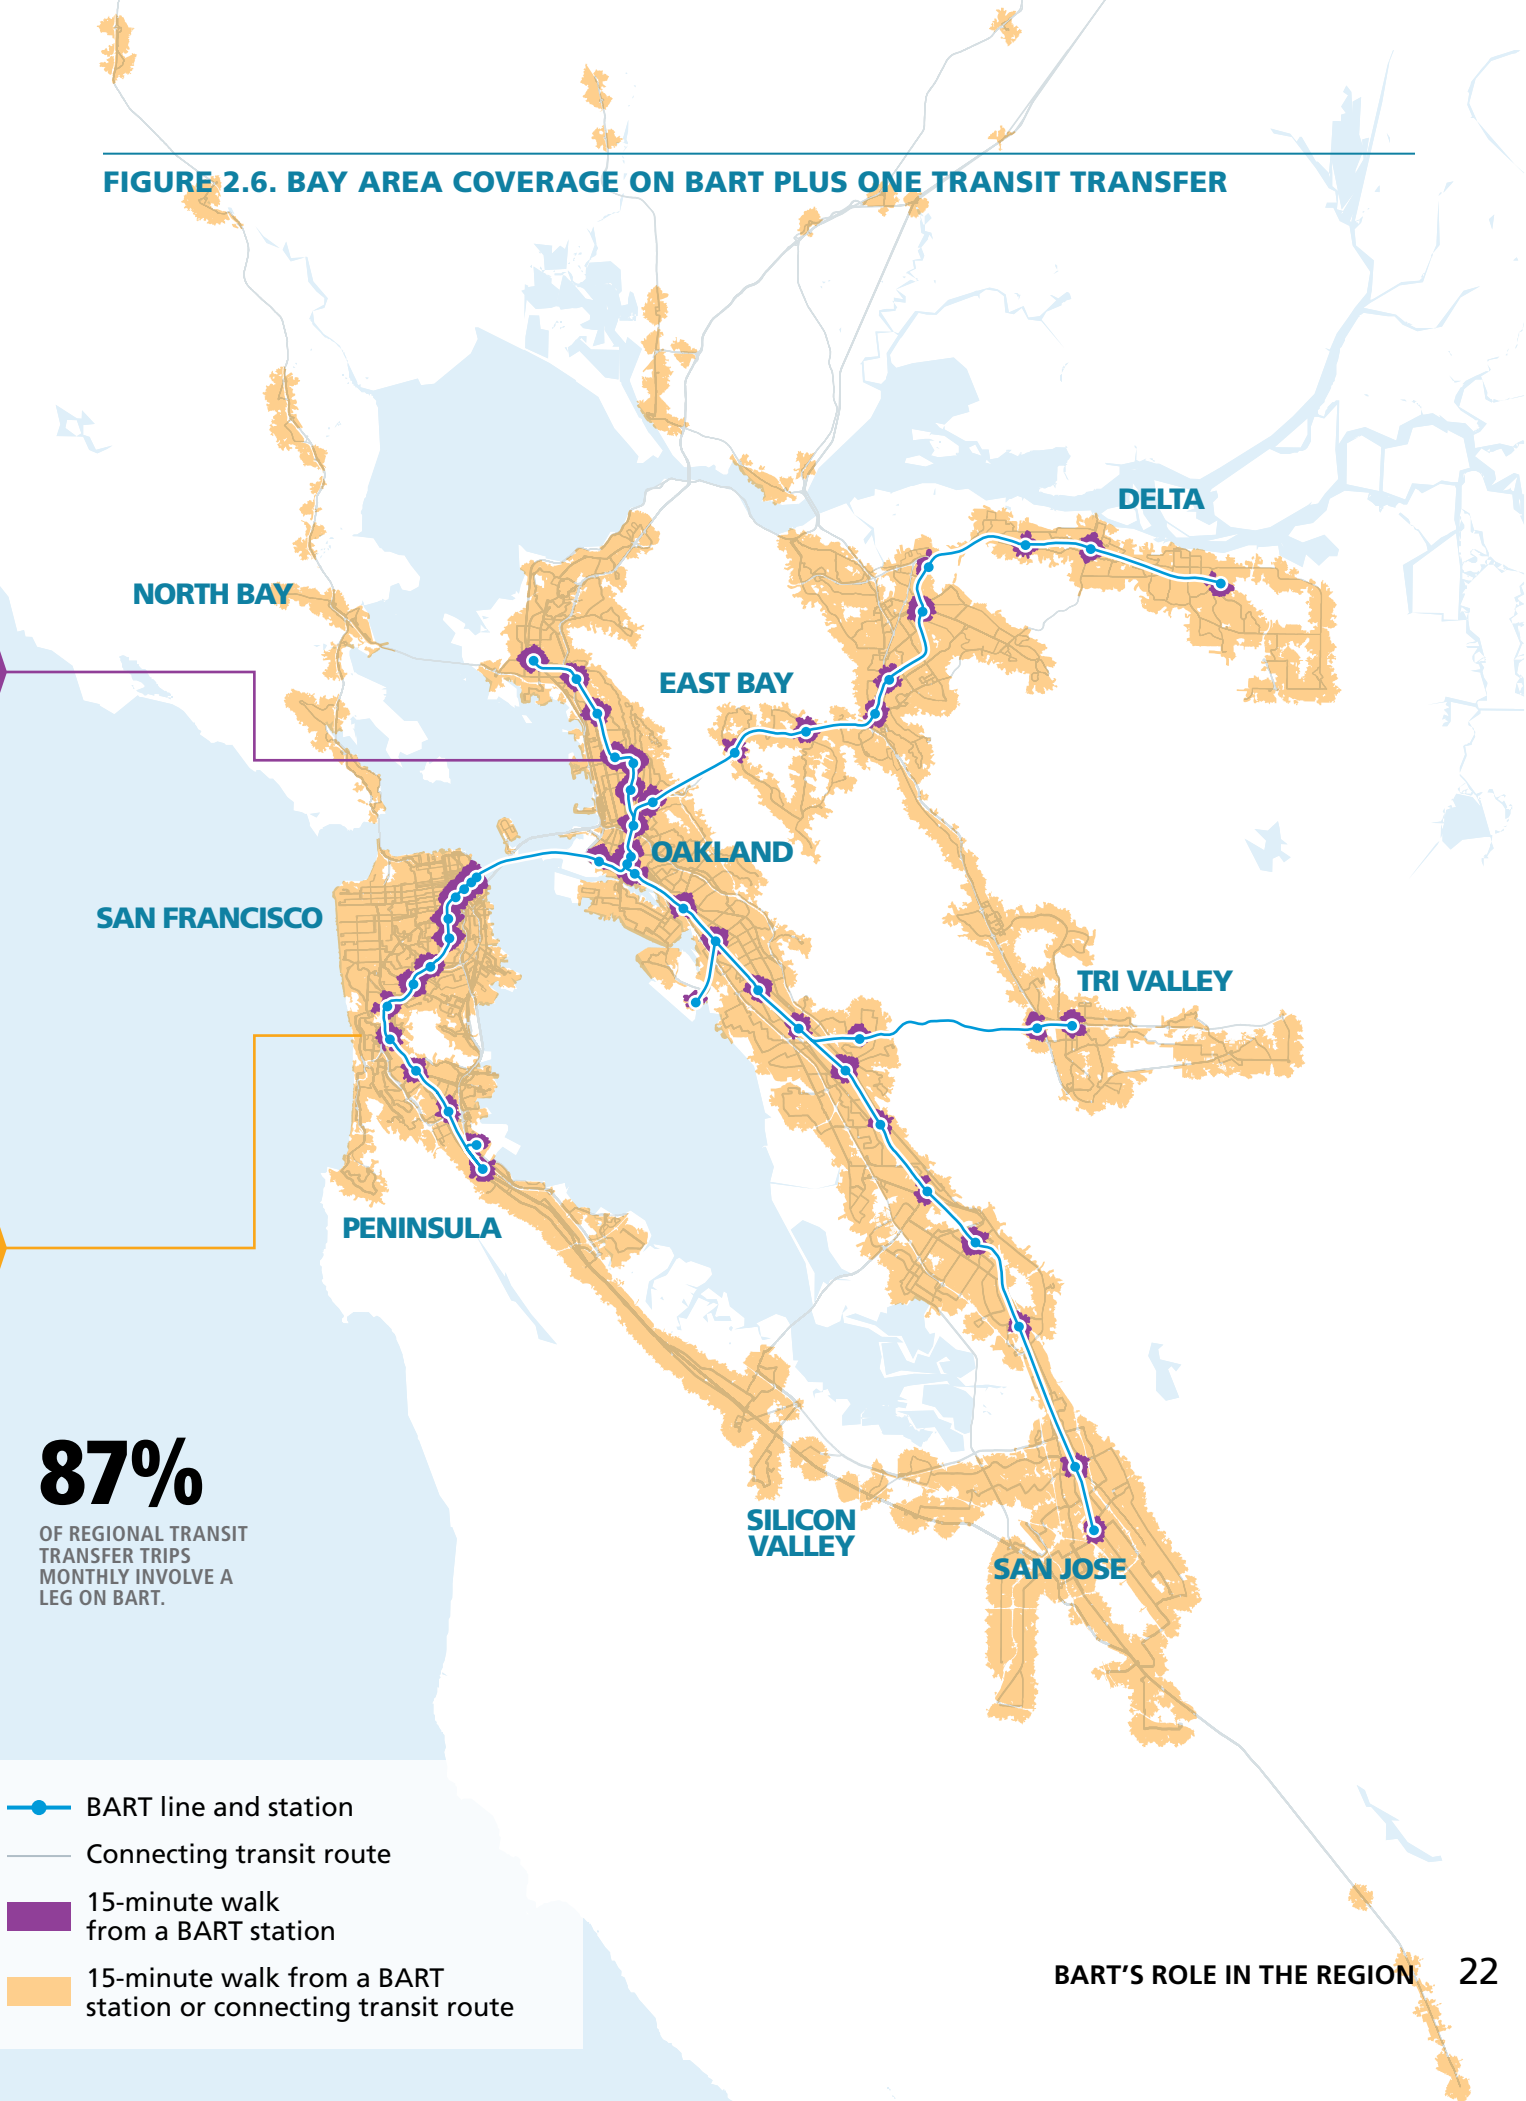 FIGURE 2.6. BAY AREA COVERAGE ON BART PLUS ONE TRANSIT TRANSFER
DELTA
NORTH BAY
EAST BAY
OAKLAND
SAN FRANCISCO
TRI VALLEY
PENINSULA
87%
OF REGIONAL TRANSIT
TRANSFER TRIPS
MONTHLY INVOLVE A
LEG ON BART.
SILICON
VALLEY
SAN JOSE
BART line and station
Connecting transit route
15-minute walk
from a BART station
15-minute walk from a BART
station or connecting transit route
BART'S ROLE IN THE REGION 22